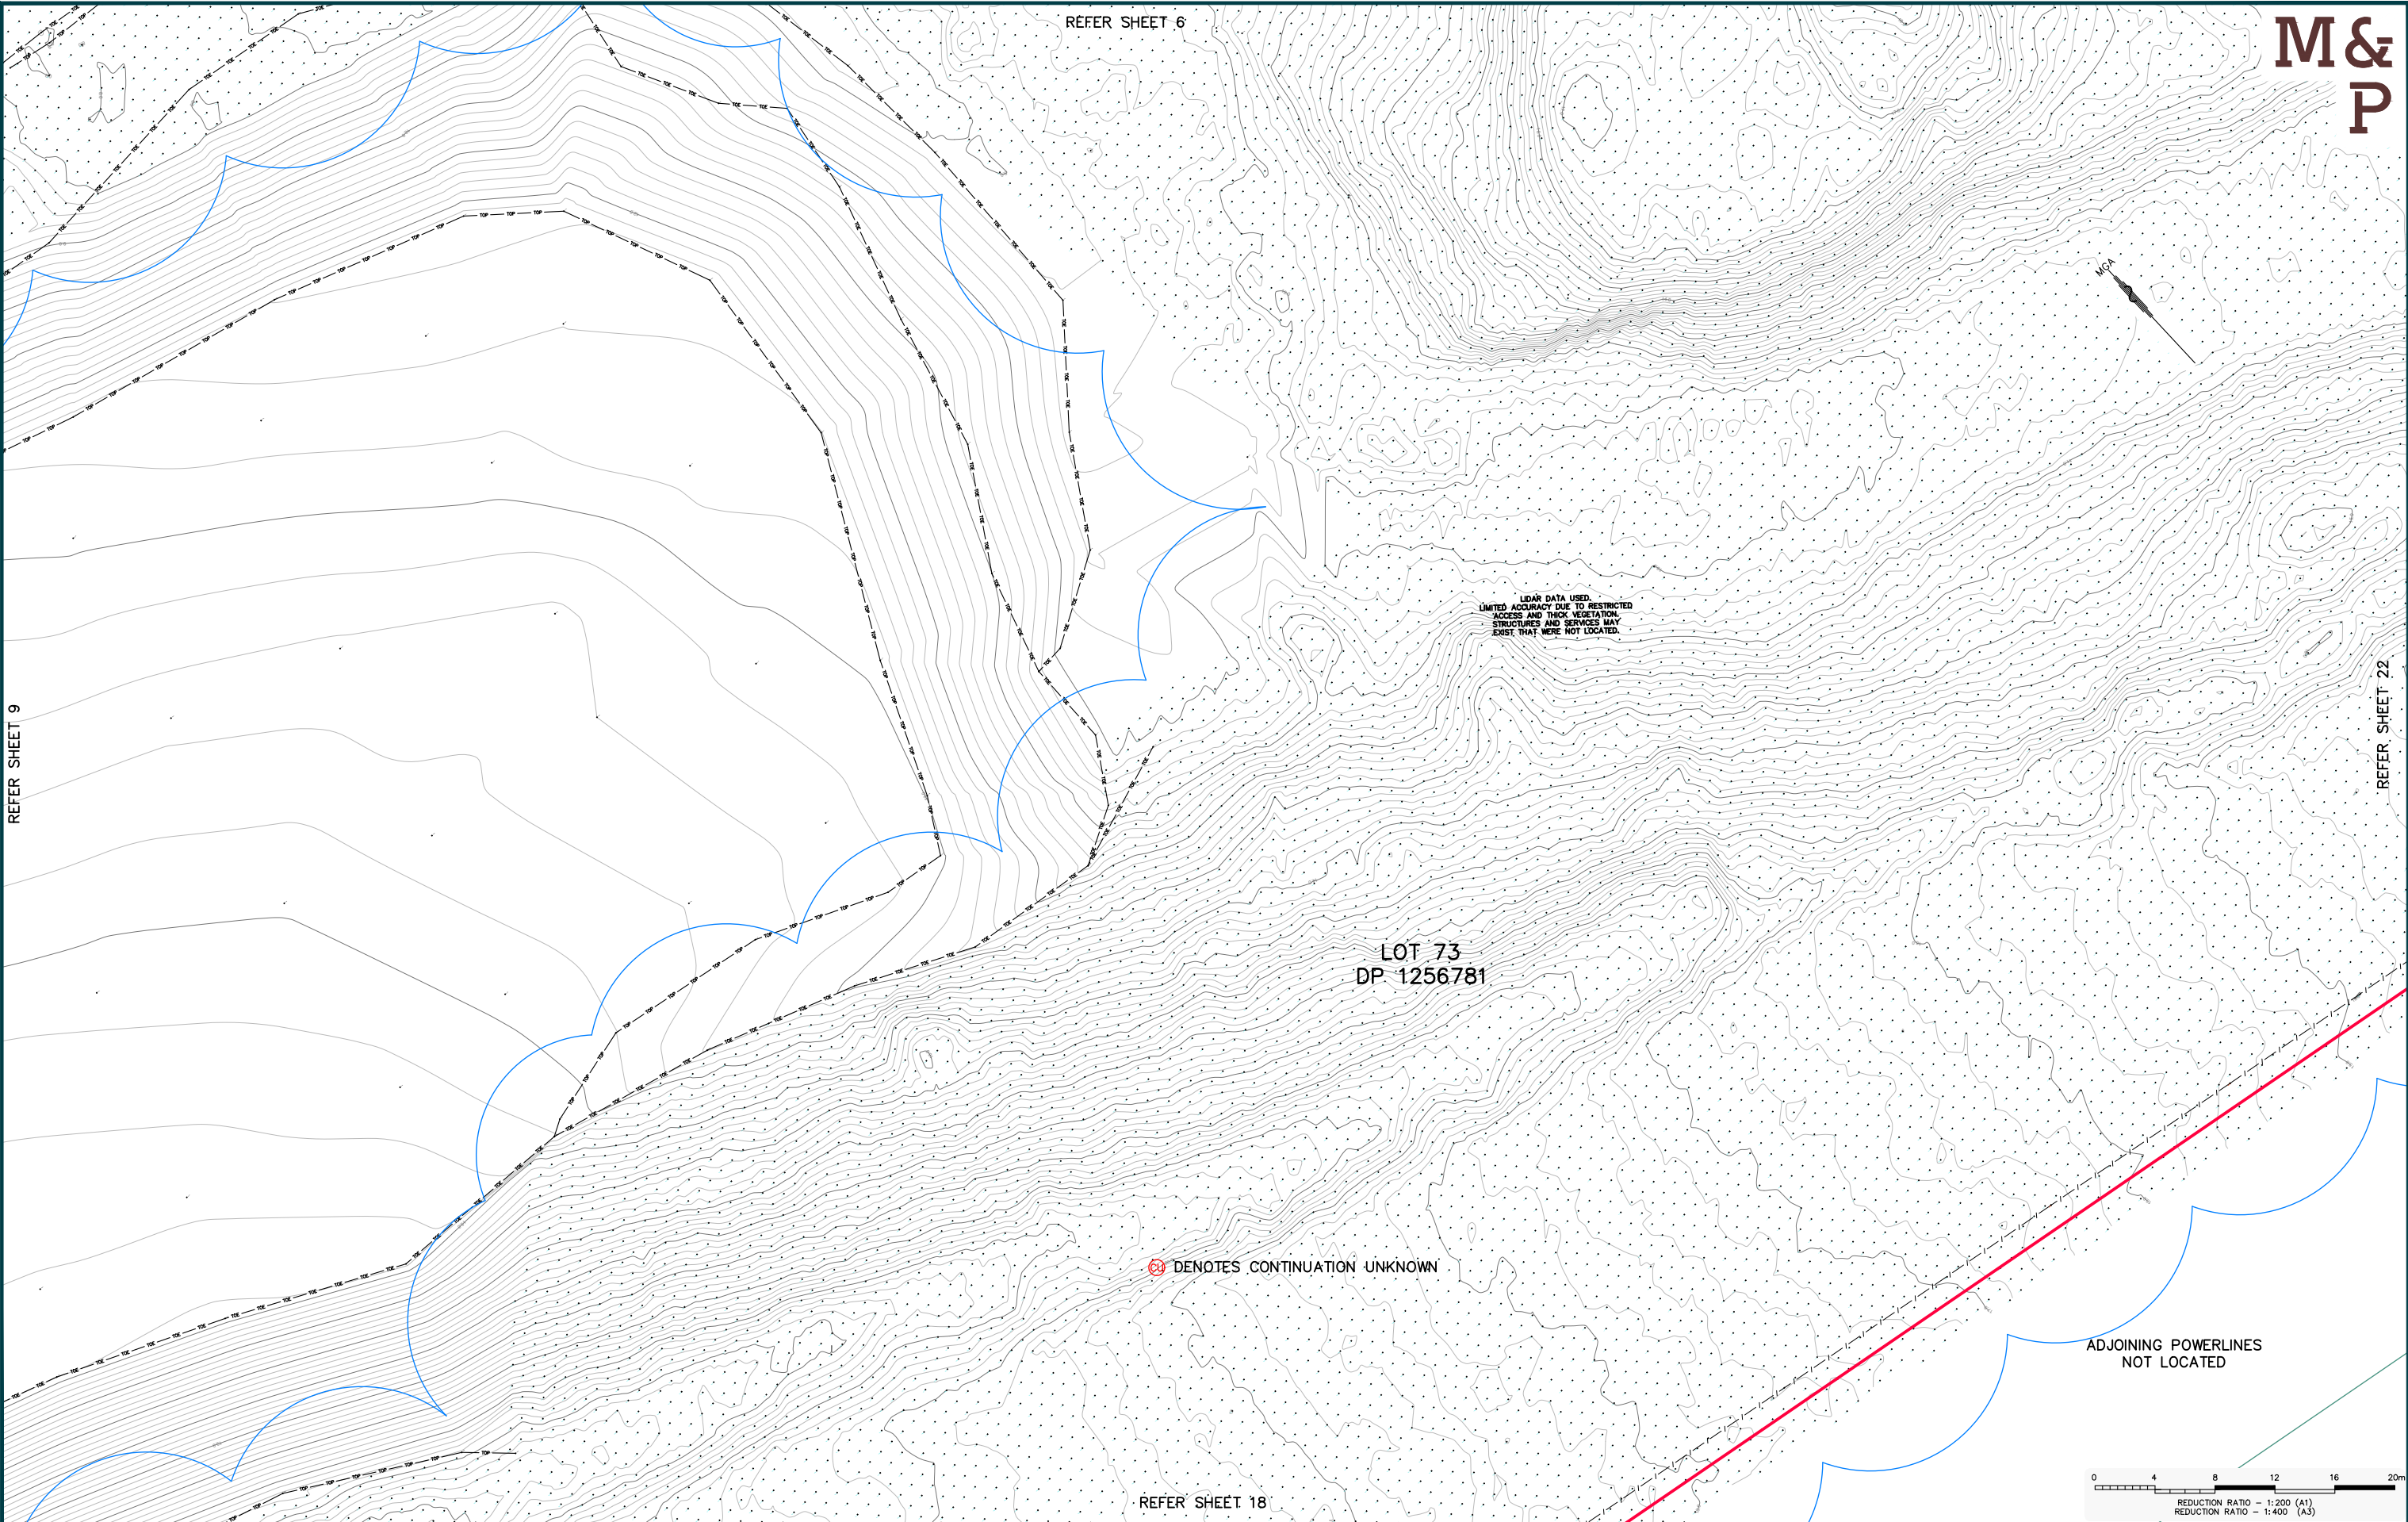 REFER SHEET 6
M&
P
MGA
LIDAR DATA USED.
LIMITED ACCURACY DUE TO RESTRICTED
ACCESS AND THICK VEGETATION.
STRUCTURES AND SERVICES MAY
EXIST THAT WERE NOT LOCATED.
REFER SHEET 9
REFER SHEET 22
LOT 73
DP 1256781
CU DENOTES CONTINUATION UNKNOWN
ADJOINING POWERLINES
NOT LOCATED
REFER SHEET 18
0 4 8 12 16 20m
REDUCTION RATIO - 1:200 (A1)
REDUCTION RATIO - 1:400 (A3)
TOE
TOP